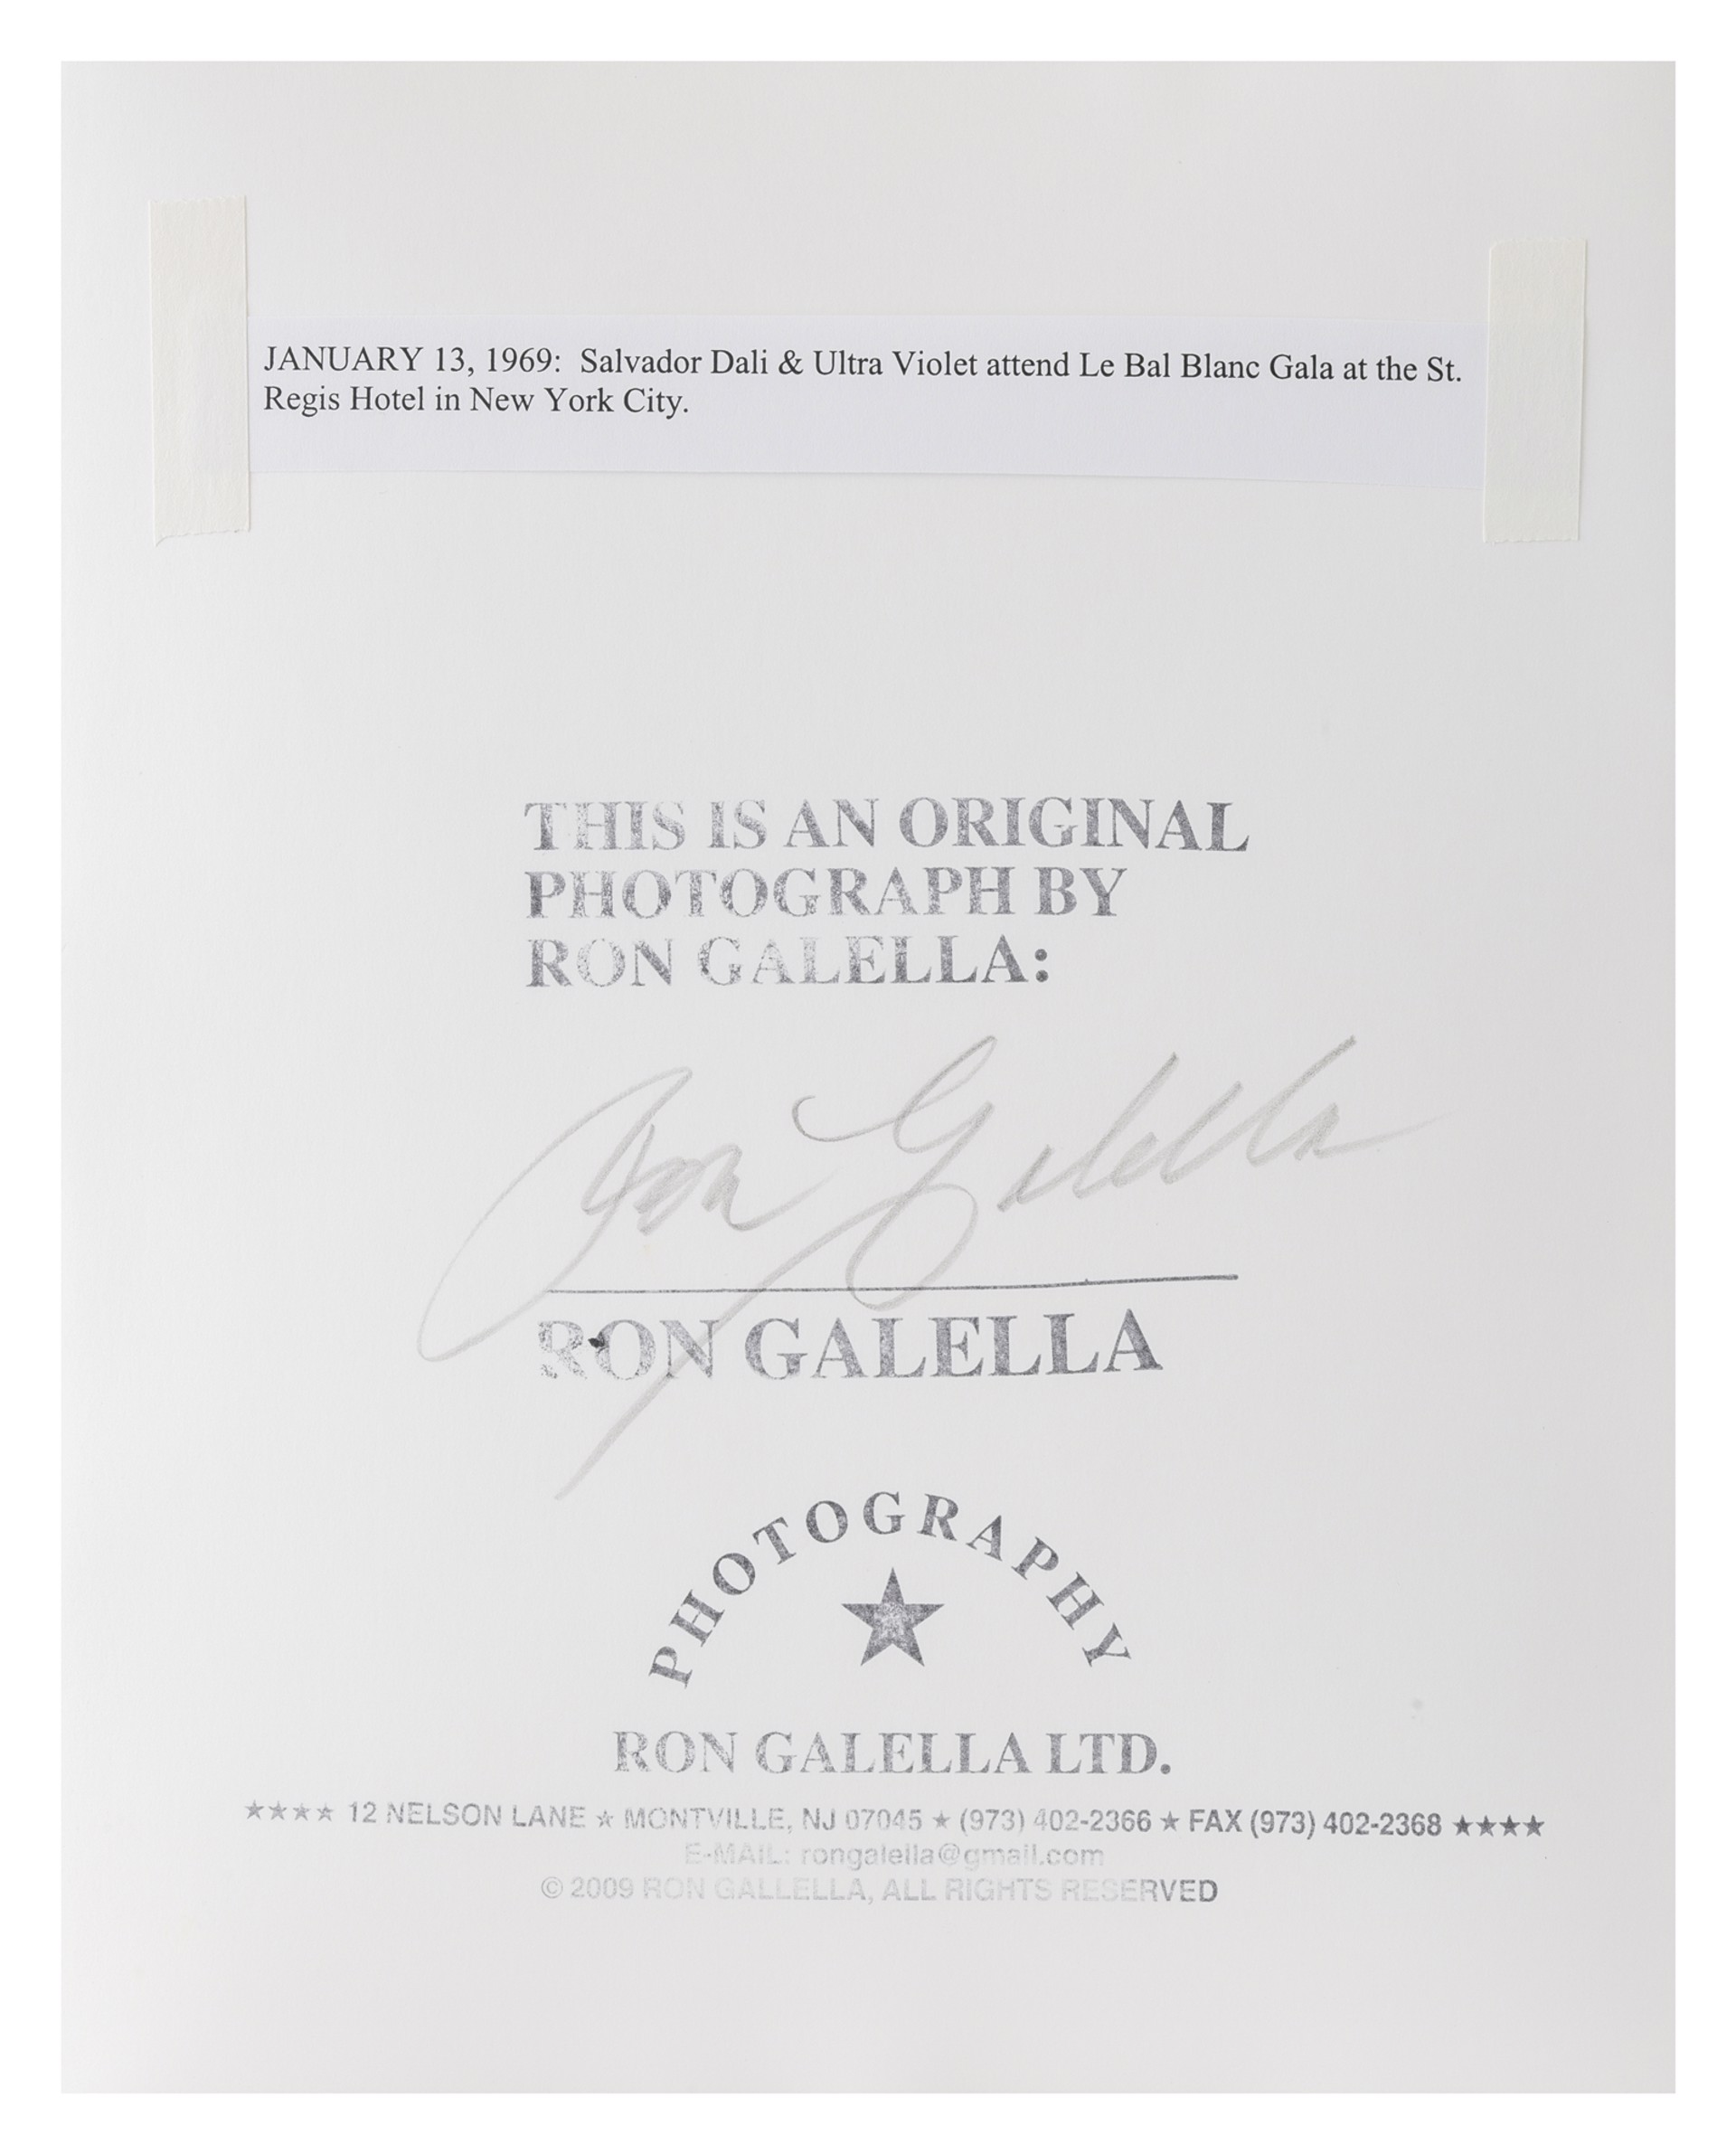 JANUARY 13, 1969:  Salvador Dali & Ultra Violet attend Le Bal Blanc Gala at the St.
Regis Hotel in New York City.
THIS IS AN ORIGINAL
PHOTOGRAPH BY
RON GALELLA:
Ron Galella
RON GALELLA
PHOTOGRAPHY
★
RON GALELLA LTD.
★★★★ 12 NELSON LANE ★ MONTVILLE, NJ 07045 ★ (973) 402-2366 ★ FAX (973) 402-2368 ★★★★
E-MAIL: rongalella@gmail.com
© 2009 RON GALLELLA, ALL RIGHTS RESERVED